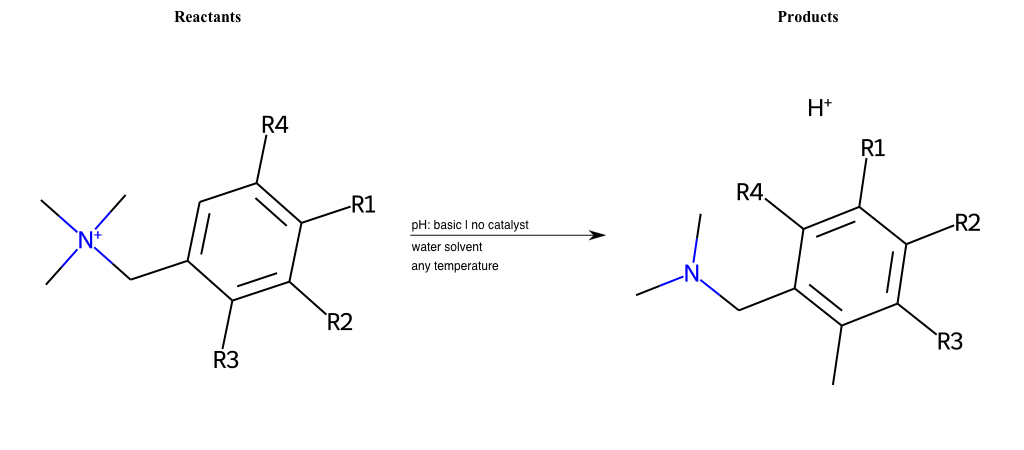 Reactants
Products
H+
R4
R1
N+
R2
R3
pH: basic | no catalyst
water solvent
any temperature
R1
R4
R2
N
R3